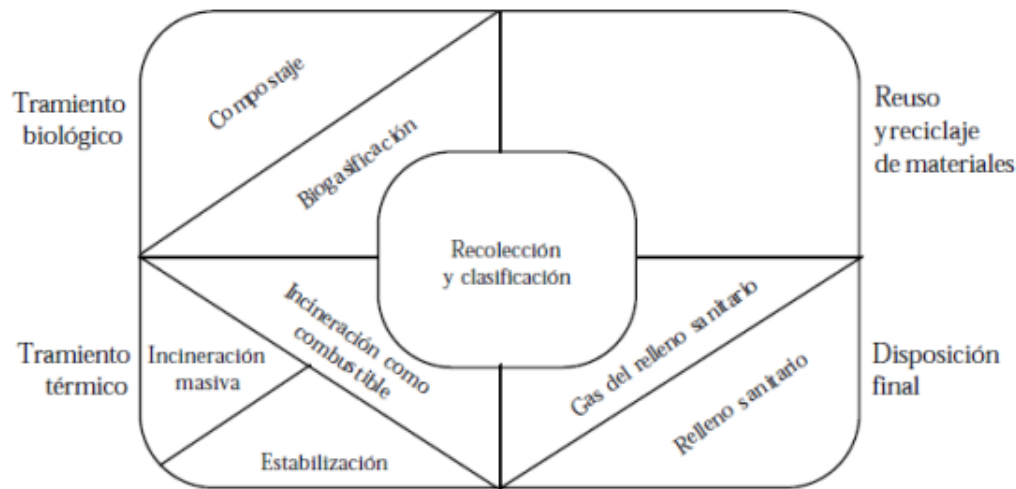 Compostaje
Tramiento
biológico
Biogasificación
Reuso
y reciclaje
de materiales
Recolección
y clasificación
Tramiento
térmico
Incineración
masiva
Incineración como
combustible
Estabilización
Gas del relleno sanitario
Relleno sanitario
Disposición
final